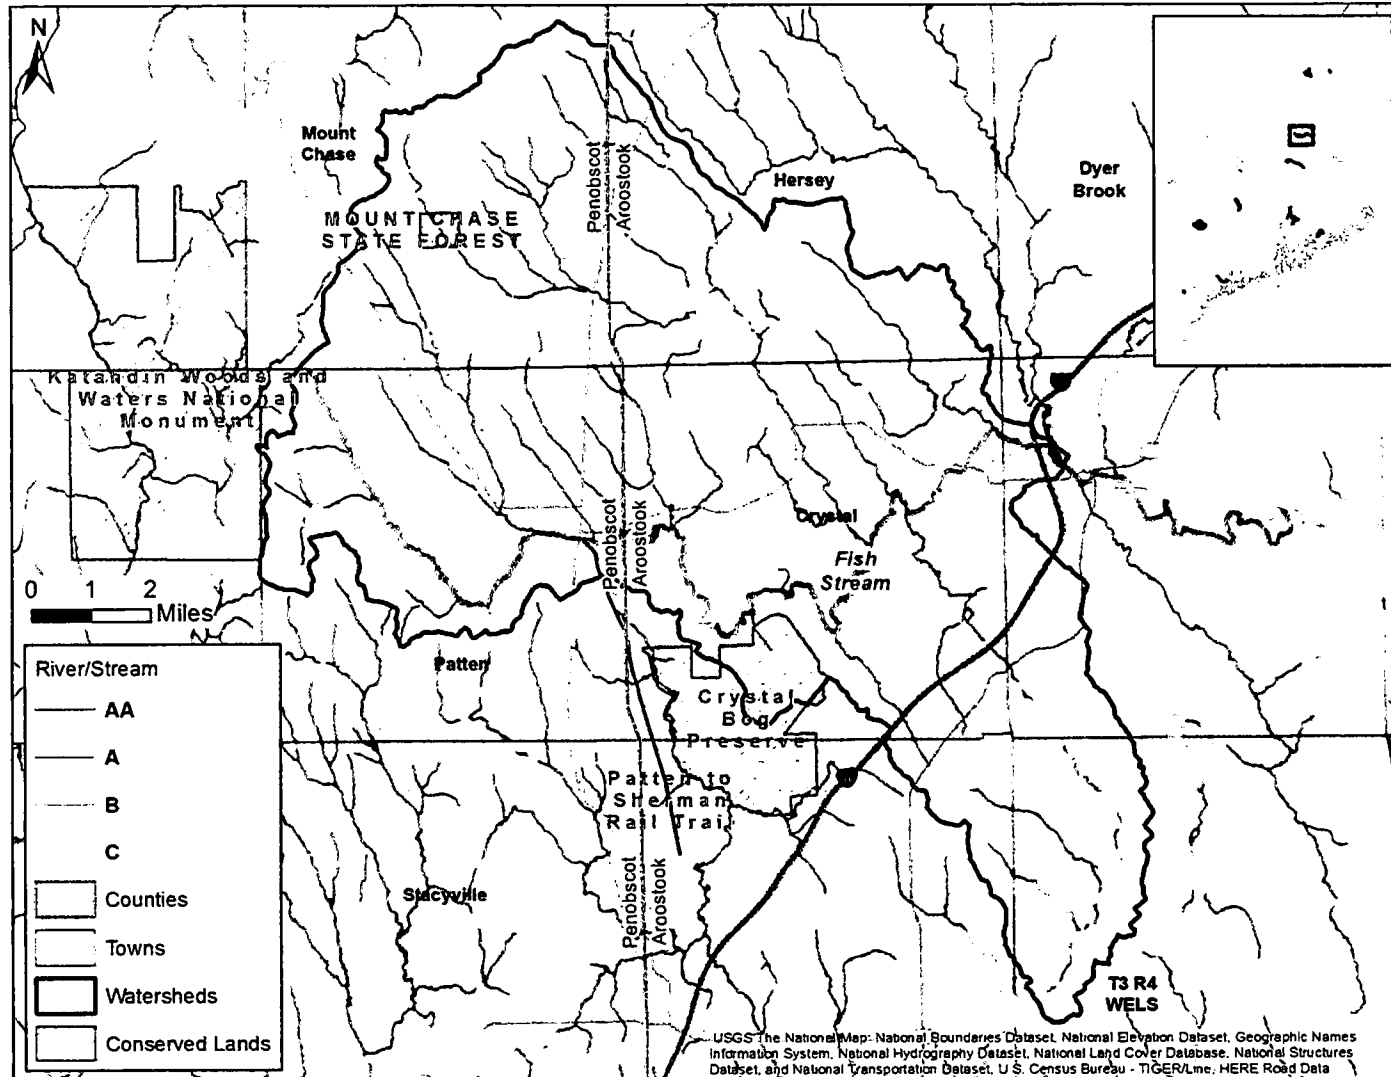 N
Mount
Chase
MOUNT CHASE
STATE FOREST
Penobscot
Aroostook
Hersey
Dyer
Brook
Katahdin Woods and
Waters National
Monument
Penobscot
Aroostook
Crystal
Fish
Stream
0 1 2
Miles
Patten
Crystal
Bog
Preserve
Patten to
Sherman
Rail Trail
Penobscot
Aroostook
Stacyville
T3 R4
WELS
River/Stream
AA
A
B
C
Counties
Towns
Watersheds
Conserved Lands
USGS The National Map: National Boundaries Dataset, National Elevation Dataset, Geographic Names
Information System, National Hydrography Dataset, National Land Cover Database, National Structures
Dataset, and National Transportation Dataset, U.S. Census Bureau - TIGER/Line, HERE Road Data